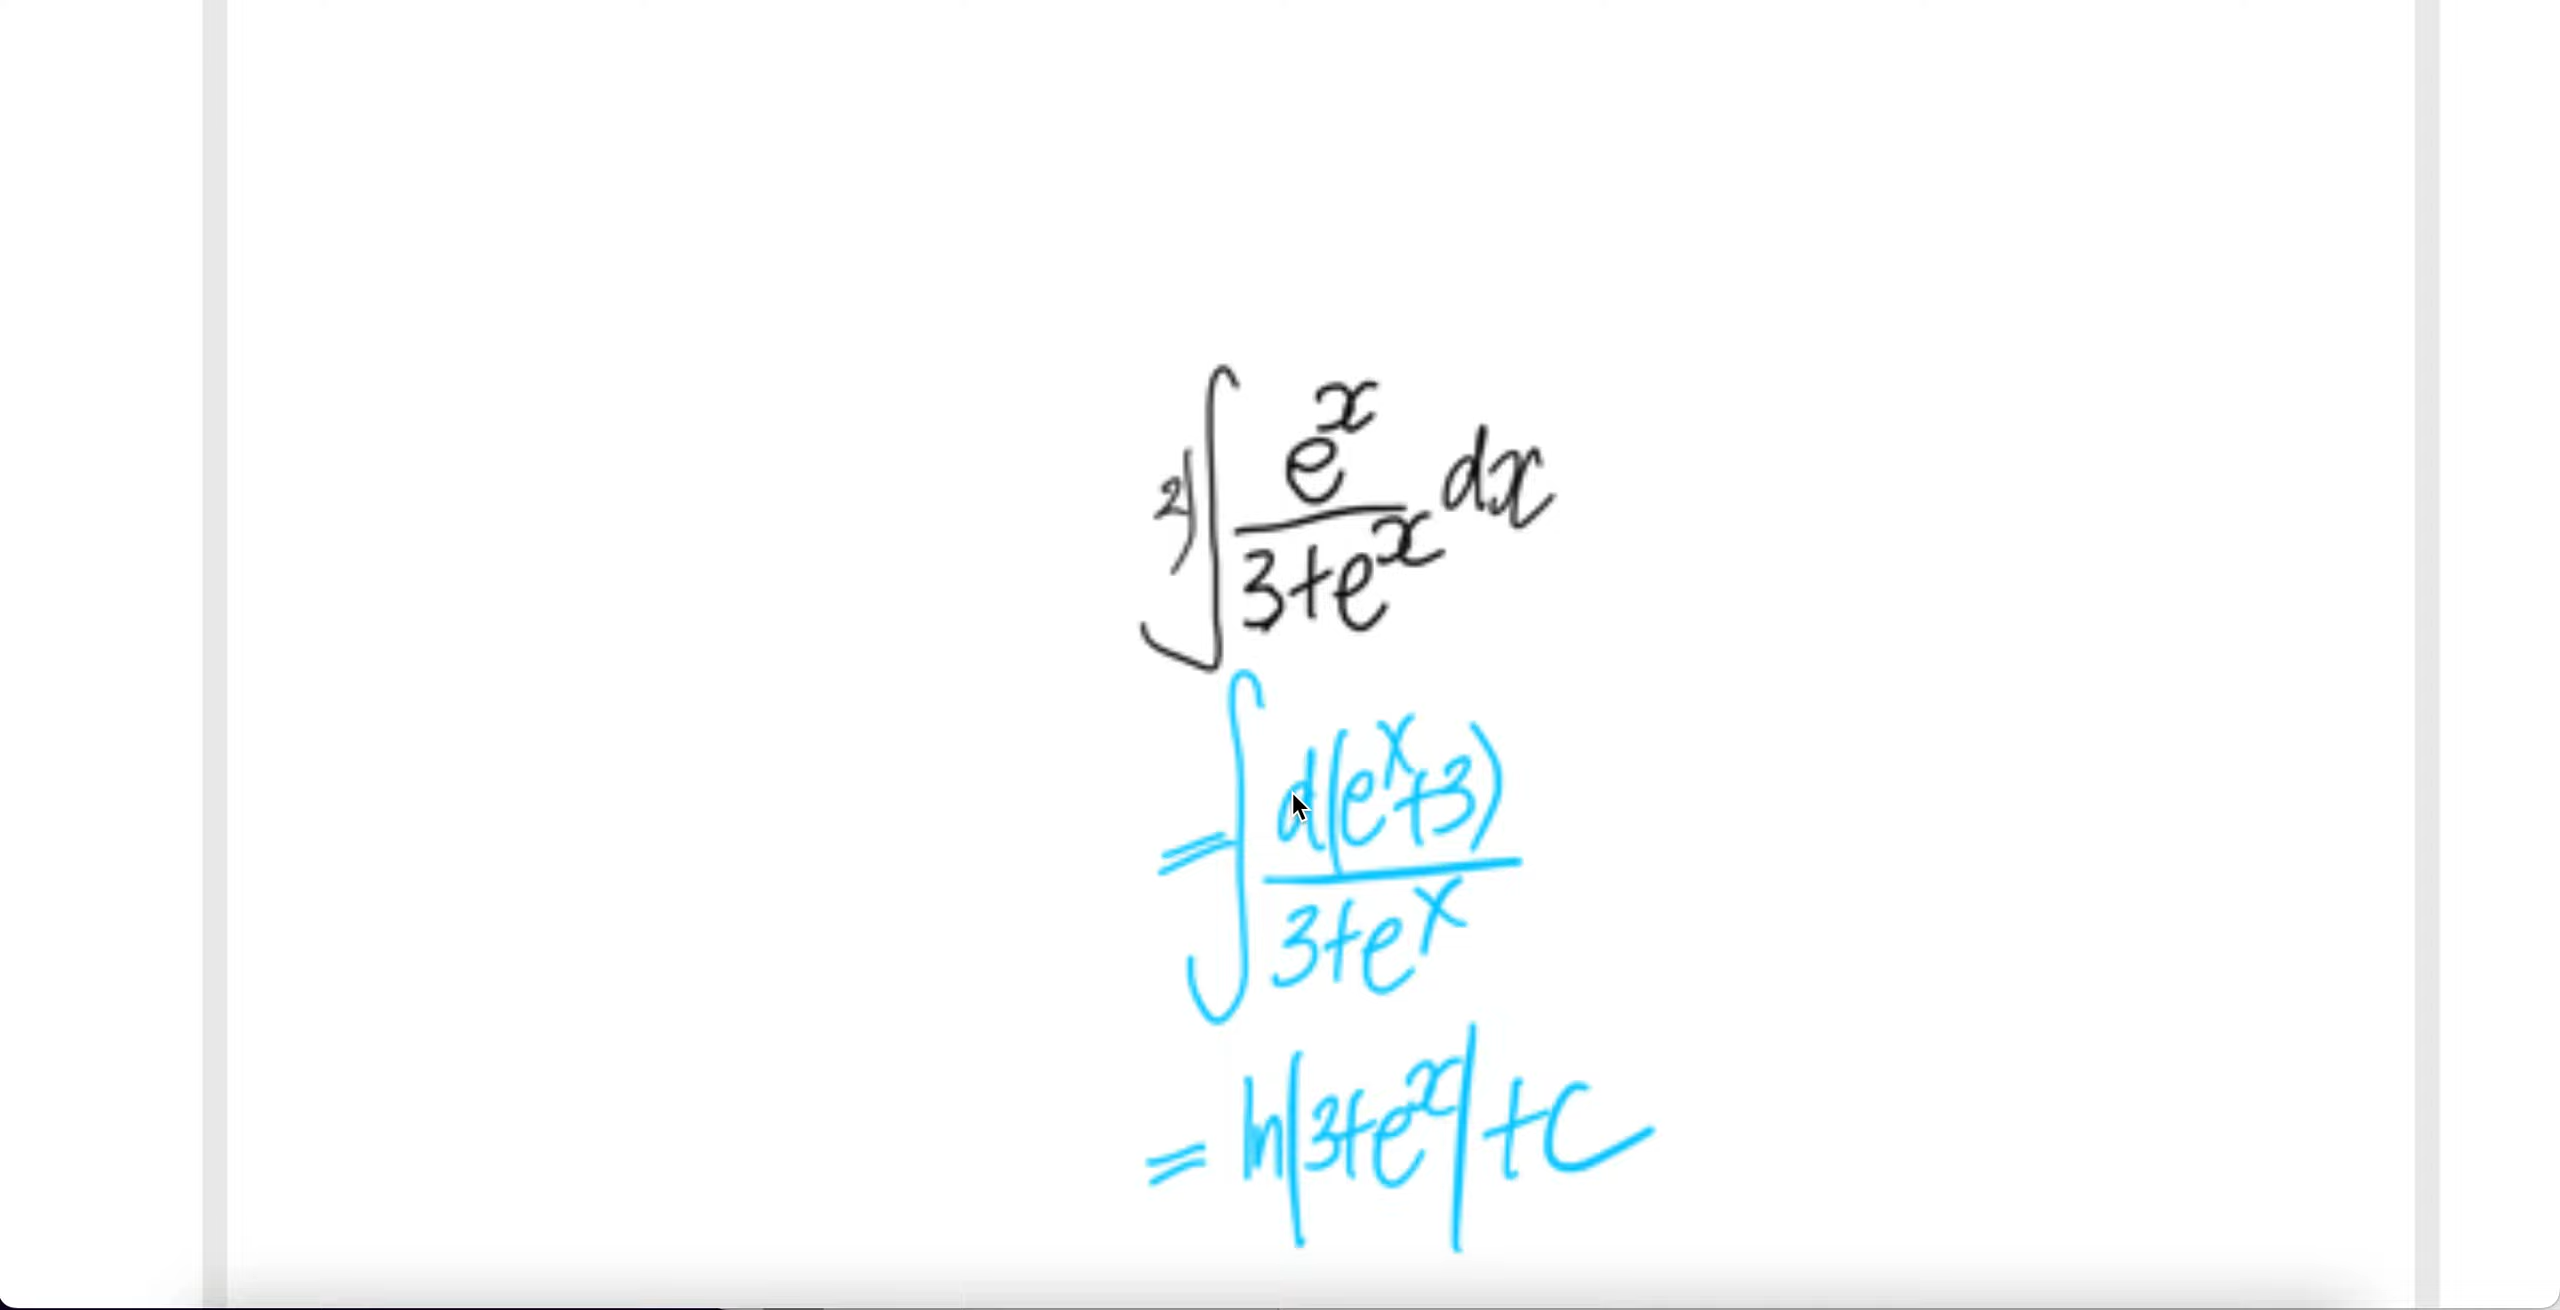 2) ∫ e^x / (3+e^x) dx
= ∫ d(e^x+3) / (3+e^x)
= ln|3+e^x| + C